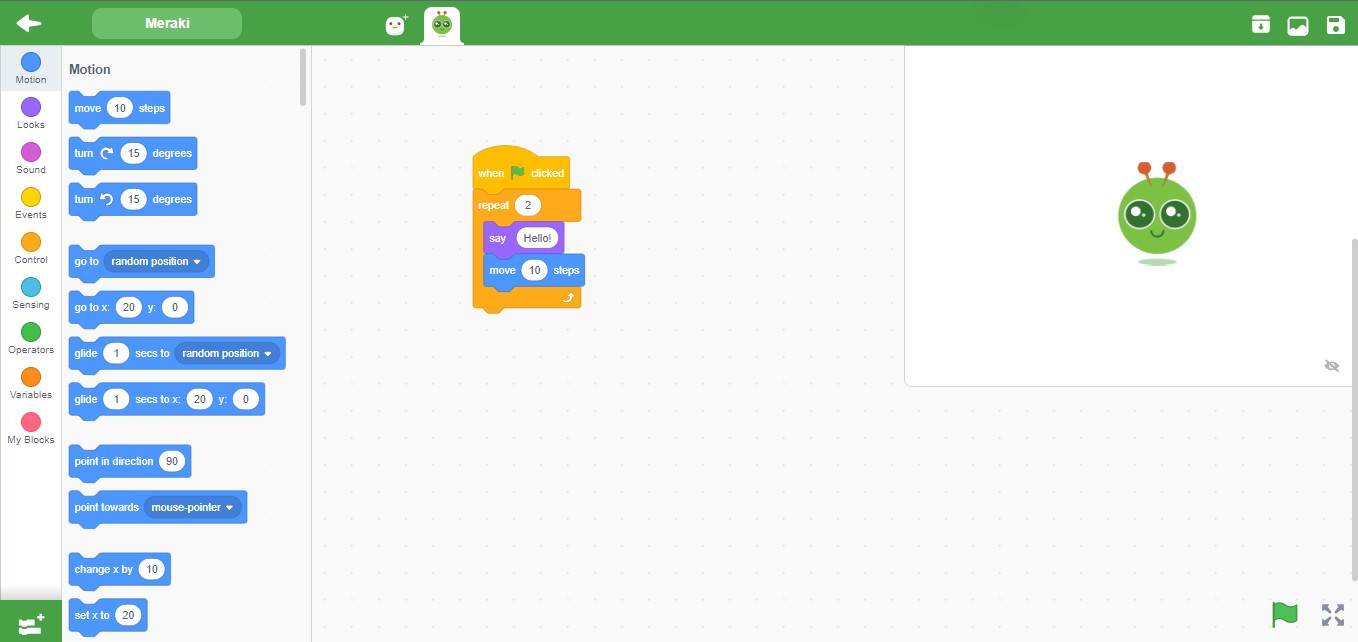 Meraki
Motion
Looks
Sound
Events
Control
Sensing
Operators
Variables
My Blocks
Motion
move 10 steps
turn 15 degrees
turn 15 degrees
go to random position
go to x: 20 y: 0
glide 1 secs to random position
glide 1 secs to x: 20 y: 0
point in direction 90
point towards mouse-pointer
change x by 10
set x to 20
when clicked
repeat 2
say Hello!
move 10 steps